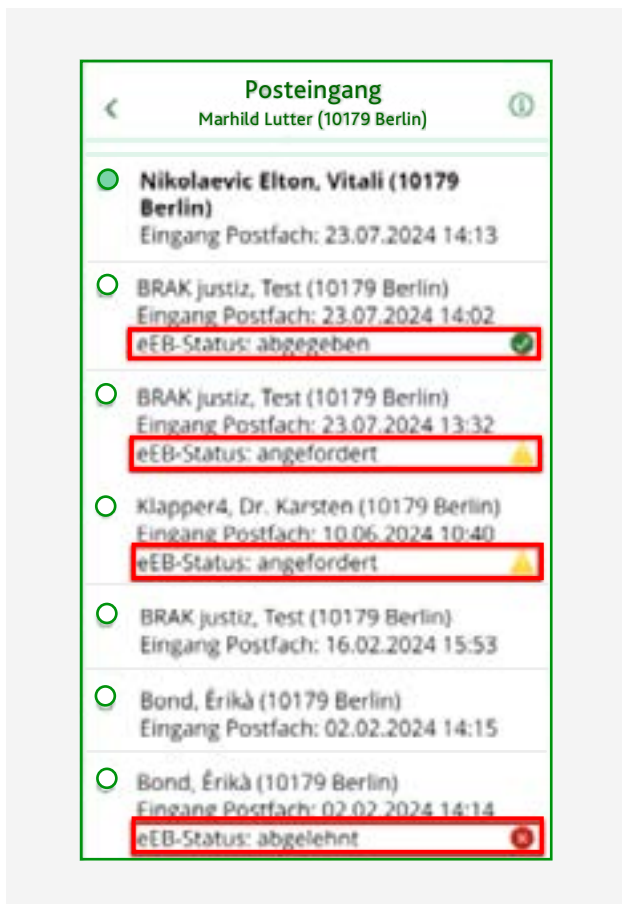 Posteingang
Marhild Lutter (10179 Berlin)
Nikolaevic Elton, Vitali (10179
Berlin)
Eingang Postfach: 23.07.2024 14:13
BRAK justiz, Test (10179 Berlin)
Eingang Postfach: 23.07.2024 14:02
eEB-Status: abgegeben
BRAK justiz, Test (10179 Berlin)
Eingang Postfach: 23.07.2024 13:32
eEB-Status: angefordert
Klapper4, Dr. Karsten (10179 Berlin)
Eingang Postfach: 10.06.2024 10:40
eEB-Status: angefordert
BRAK justiz, Test (10179 Berlin)
Eingang Postfach: 16.02.2024 15:53
Bond, Érikà (10179 Berlin)
Eingang Postfach: 02.02.2024 14:15
Bond, Érikà (10179 Berlin)
Eingang Postfach: 02.02.2024 14:14
eEB-Status: abgelehnt